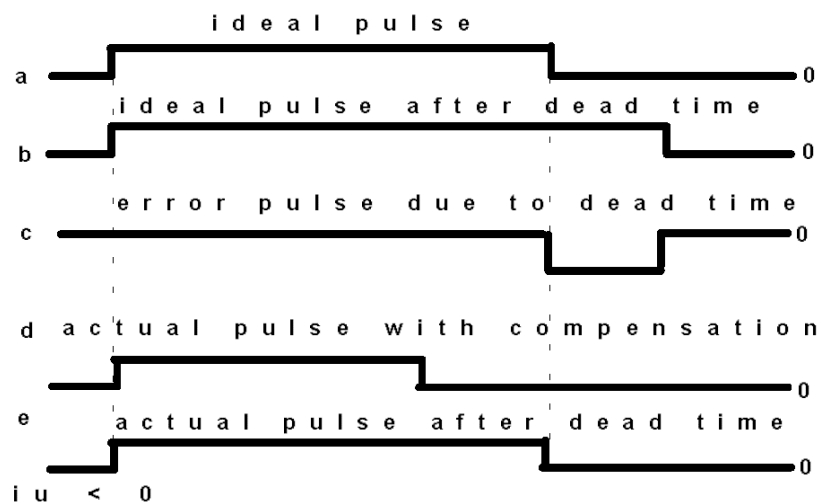 ideal pulse
a 0
ideal pulse after dead time
b 0
error pulse due to dead time
c 0
d actual pulse with compensation
0
e actual pulse after dead time
0
iu < 0